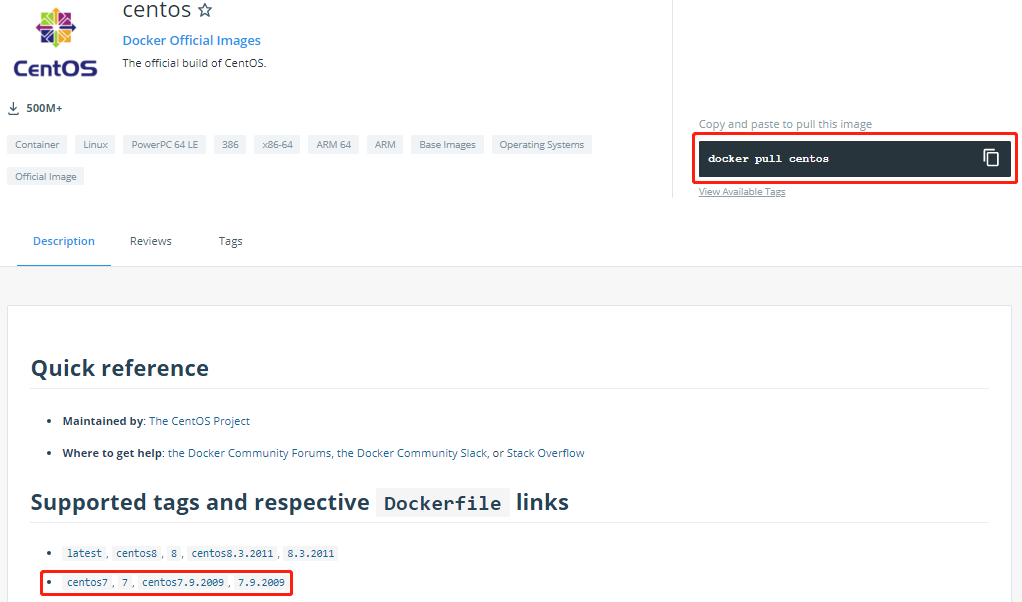 centos
Docker Official Images
CentOS
The official build of CentOS.
500M+
Container Linux PowerPC 64 LE 386 x86-64 ARM 64 ARM Base Images Operating Systems
Official Image
Copy and paste to pull this image
docker pull centos
View Available Tags
Description Reviews Tags
Quick reference
• Maintained by: The CentOS Project
• Where to get help: the Docker Community Forums, the Docker Community Slack, or Stack Overflow
Supported tags and respective Dockerfile links
• latest, centos8, 8, centos8.3.2011, 8.3.2011
• centos7, 7, centos7.9.2009, 7.9.2009